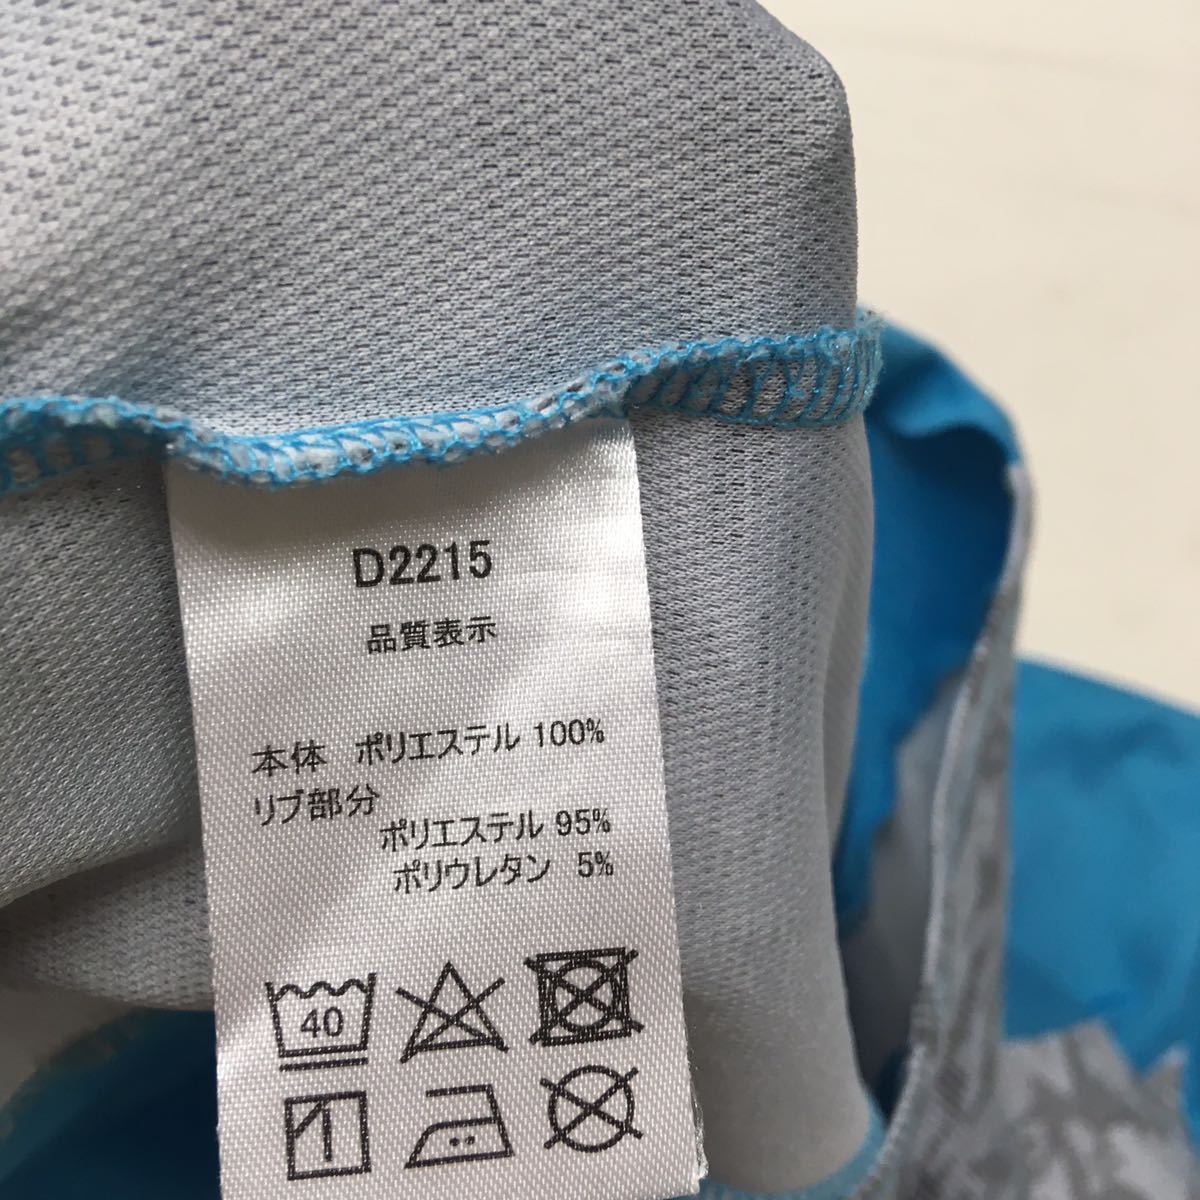 D2215
品質表示
本体 ポリエステル 100%
リブ部分
ポリエステル 95%
ポリウレタン 5%
40